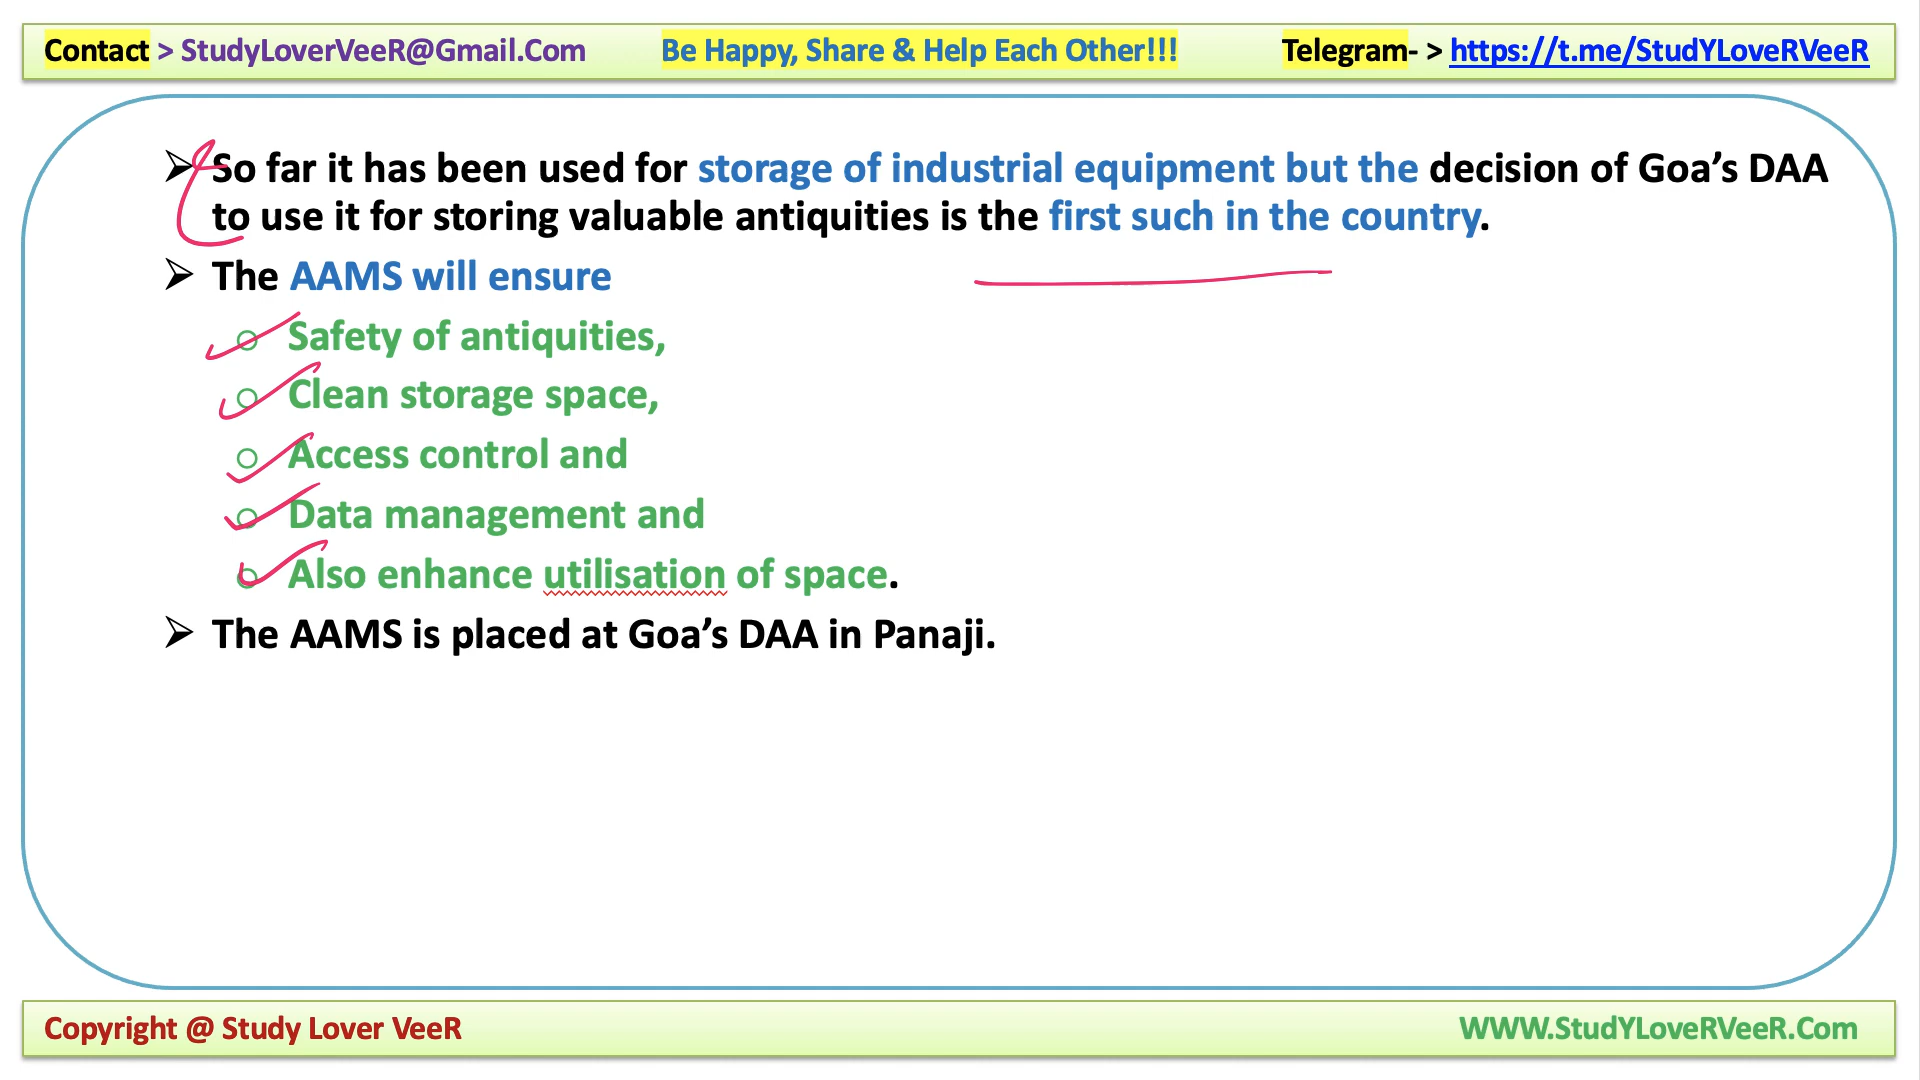 Contact > StudyLoverVeeR@Gmail.Com Be Happy, Share & Help Each Other!!! Telegram- > https://t.me/StudYLoveRVeeR
➢ So far it has been used for storage of industrial equipment but the decision of Goa’s DAA
to use it for storing valuable antiquities is the first such in the country.
➢ The AAMS will ensure
○ Safety of antiquities,
○ Clean storage space,
○ Access control and
○ Data management and
○ Also enhance utilisation of space.
➢ The AAMS is placed at Goa’s DAA in Panaji.
Copyright @ Study Lover VeeR WWW.StudYLoveRVeeR.Com